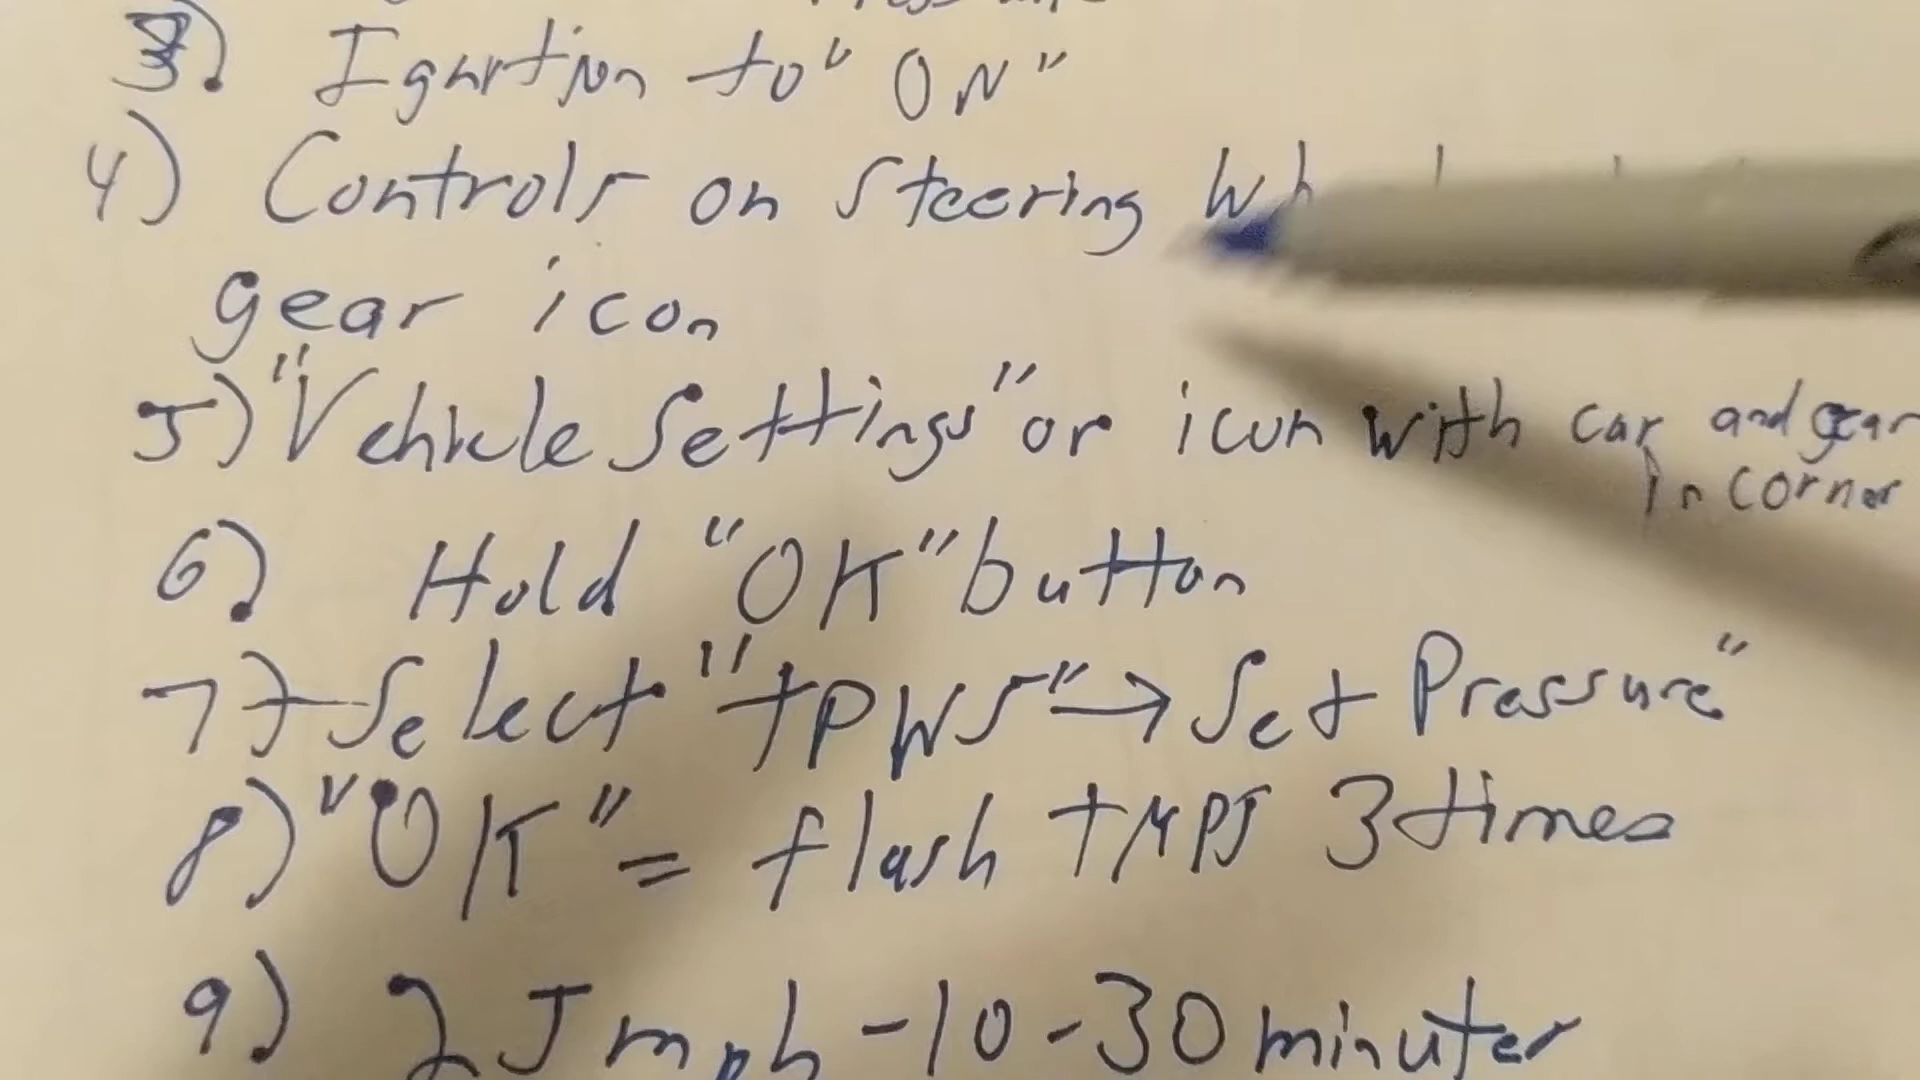 3) Ignition to "ON"
4) Controls on Steering
gear icon
5) "Vehicle Settings" or icon with car and gear
in corner
6) Hold "OK" button
7) Select "TPWS" → Set Pressure"
8) "OK" = flash TMPS 3 times
9) 25 mph - 10 - 30 minutes